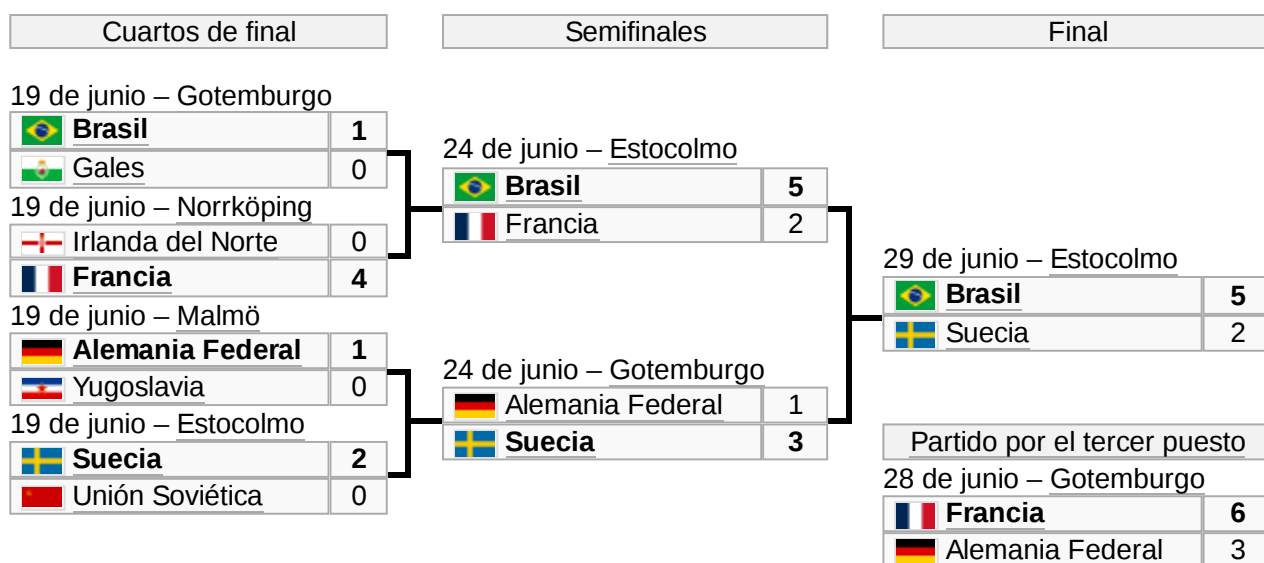 Cuartos de final
Semifinales
Final
19 de junio – Gotemburgo
Brasil 1
Gales 0
19 de junio – Norrköping
Irlanda del Norte 0
Francia 4
19 de junio – Malmö
Alemania Federal 1
Yugoslavia 0
19 de junio – Estocolmo
Suecia 2
Unión Soviética 0
24 de junio – Estocolmo
Brasil 5
Francia 2
24 de junio – Gotemburgo
Alemania Federal 1
Suecia 3
29 de junio – Estocolmo
Brasil 5
Suecia 2
Partido por el tercer puesto
28 de junio – Gotemburgo
Francia 6
Alemania Federal 3